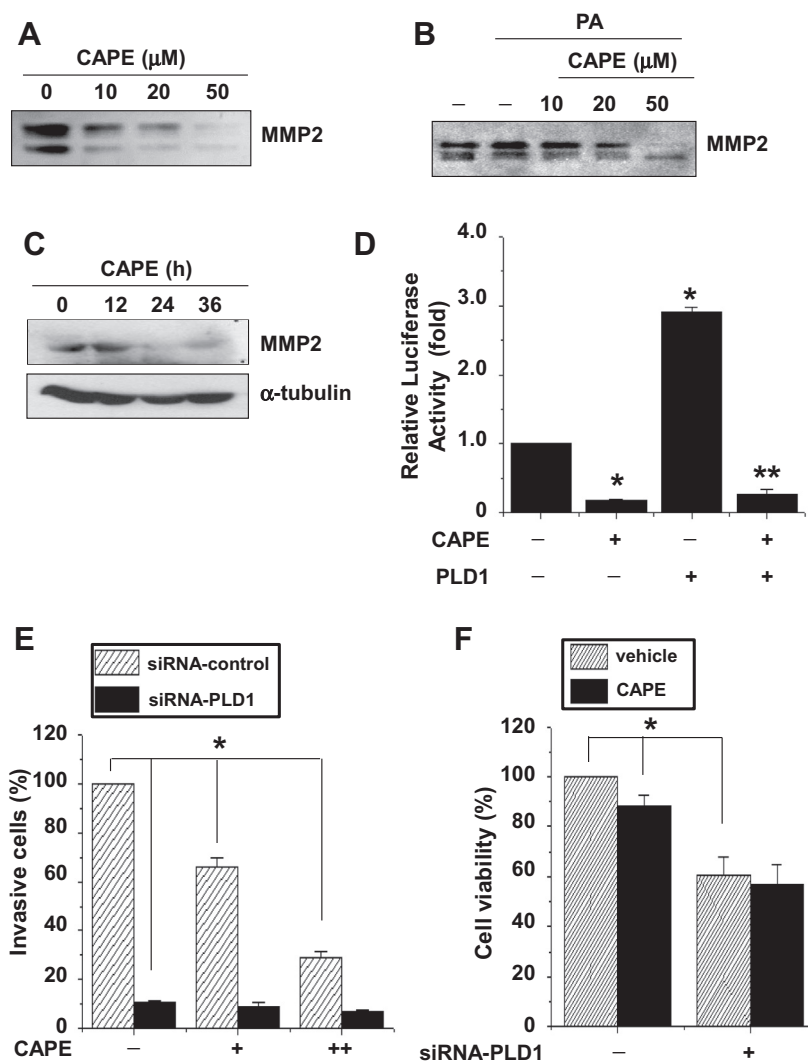 A
CAPE (μM)
0 10 20 50
MMP2
B
PA
CAPE (μM)
– – 10 20 50
MMP2
C
CAPE (h)
0 12 24 36
MMP2
α-tubulin
D
Relative Luciferase
Activity (fold)
4.0
3.0
2.0
1.0
0
*
*
**
CAPE – + – +
PLD1 – – + +
E
siRNA-control
siRNA-PLD1
Invasive cells (%)
120
100
80
60
40
20
0
*
CAPE – + ++
F
vehicle
CAPE
Cell viability (%)
120
100
80
60
40
20
0
*
siRNA-PLD1 – +